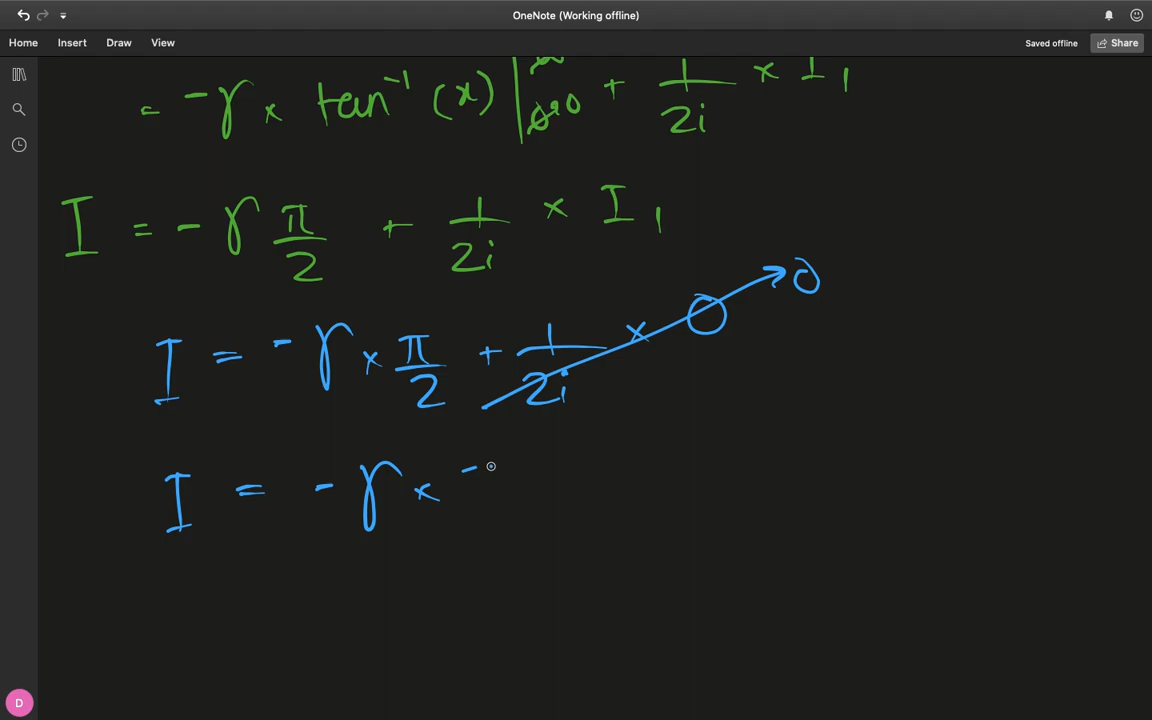 OneNote (Working offline)
Home Insert Draw View
Saved offline Share
= -γ × tan⁻¹ (x) | 0 + 1/2i × I₁
I = -γ π/2 + 1/2i × I₁
I = -γ × π/2 + 1/2i × 0 → 0
I = -γ ×
D